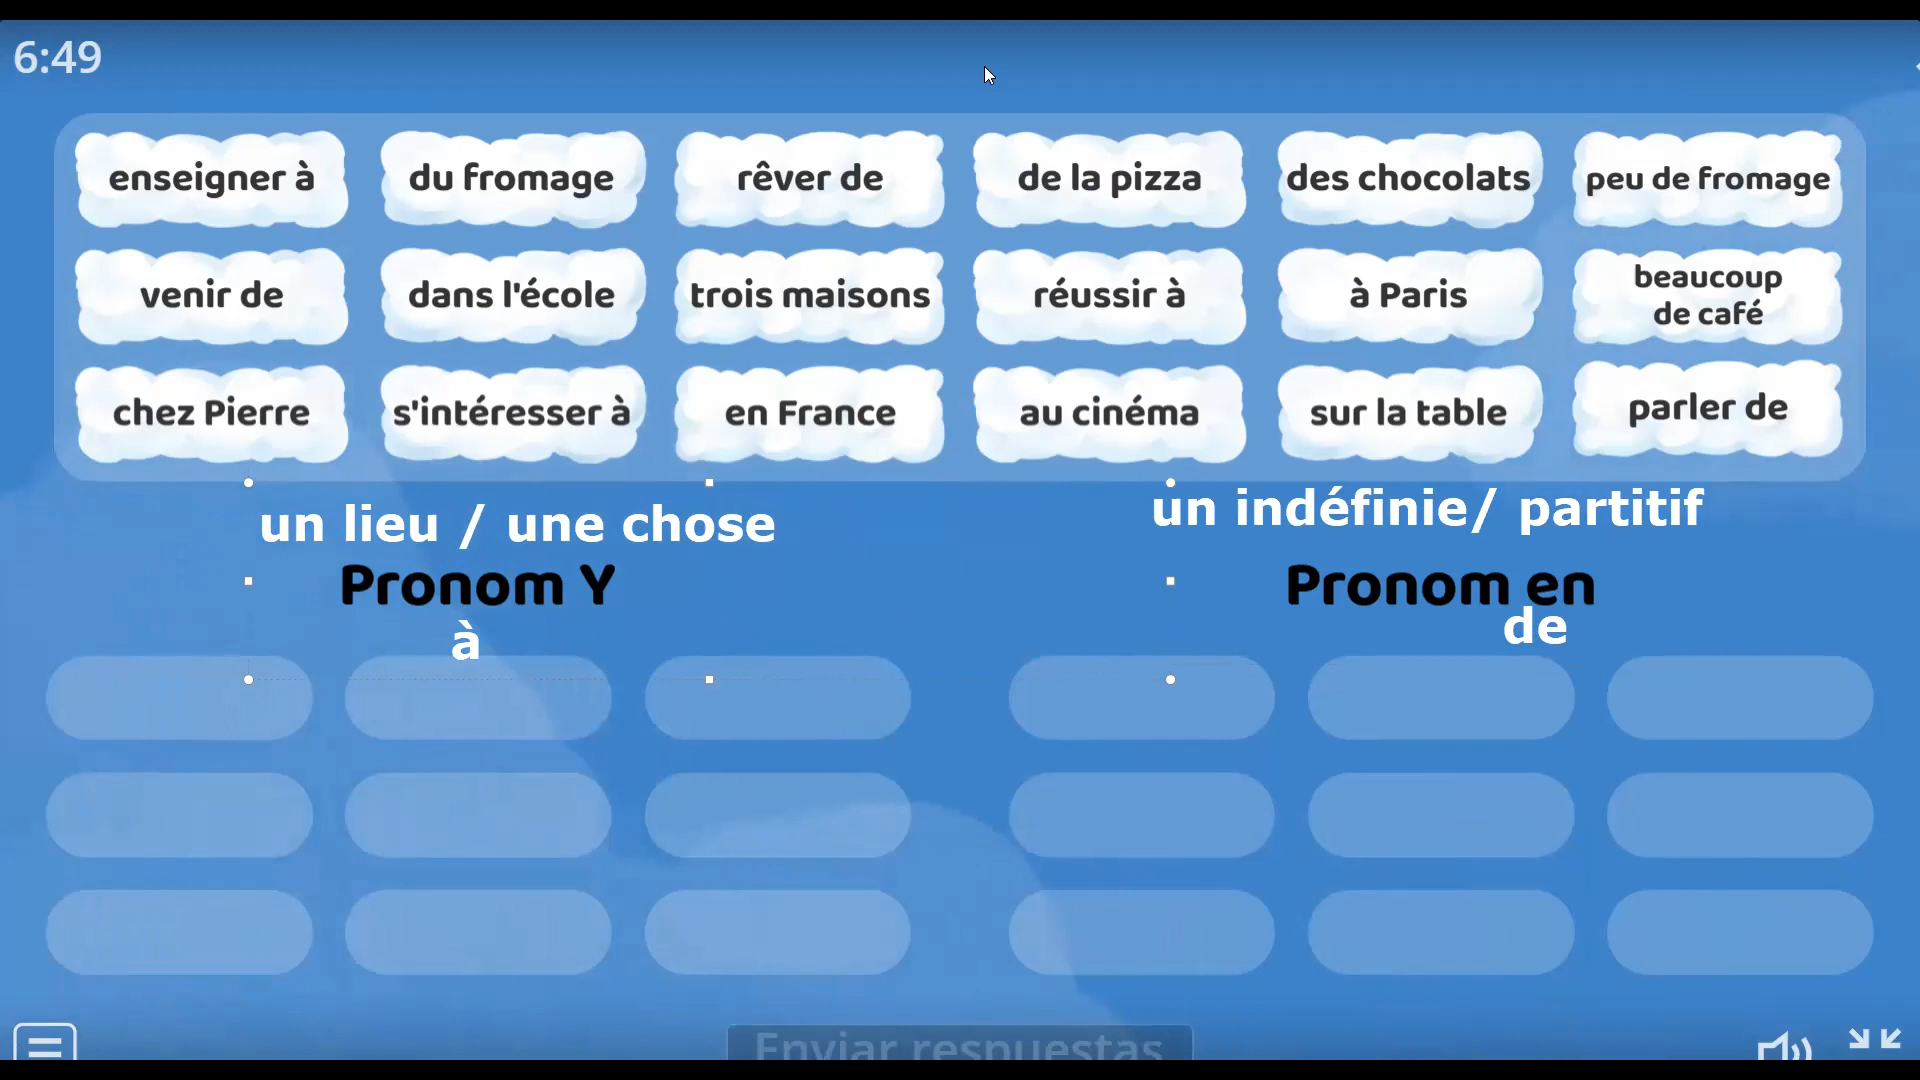 6:49
enseigner à
du fromage
rêver de
de la pizza
des chocolats
peu de fromage
venir de
dans l'école
trois maisons
réussir à
à Paris
beaucoup
de café
chez Pierre
s'intéresser à
en France
au cinéma
sur la table
parler de
un lieu / une chose
un indéfinie/ partitif
Pronom Y
Pronom en
à
de
Enviar respuestas